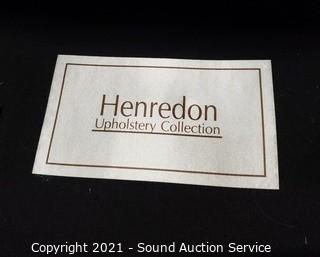 Henredon
Upholstery Collection
Copyright 2021 - Sound Auction Service